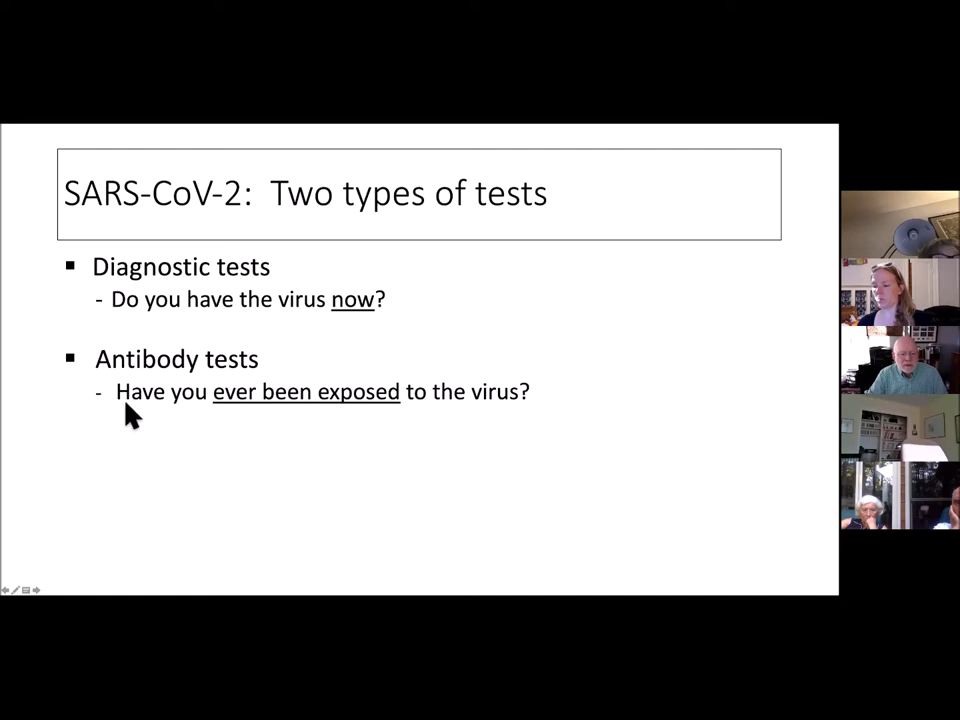 SARS-CoV-2: Two types of tests
▪ Diagnostic tests
- Do you have the virus now?
▪ Antibody tests
- Have you ever been exposed to the virus?